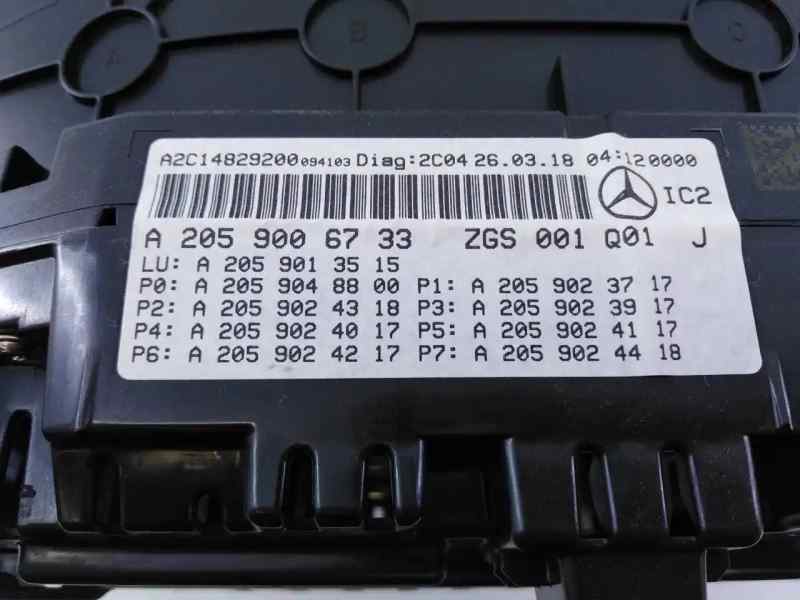 A B C
A2C14829200094103 Diag:2C04 26.03.18 04:120000
IC2
A 205 900 67 33 ZGS 001 Q01 J
LU: A 205 901 35 15
P0: A 205 904 88 00 P1: A 205 902 37 17
P2: A 205 902 43 18 P3: A 205 902 39 17
P4: A 205 902 40 17 P5: A 205 902 41 17
P6: A 205 902 42 17 P7: A 205 902 44 18